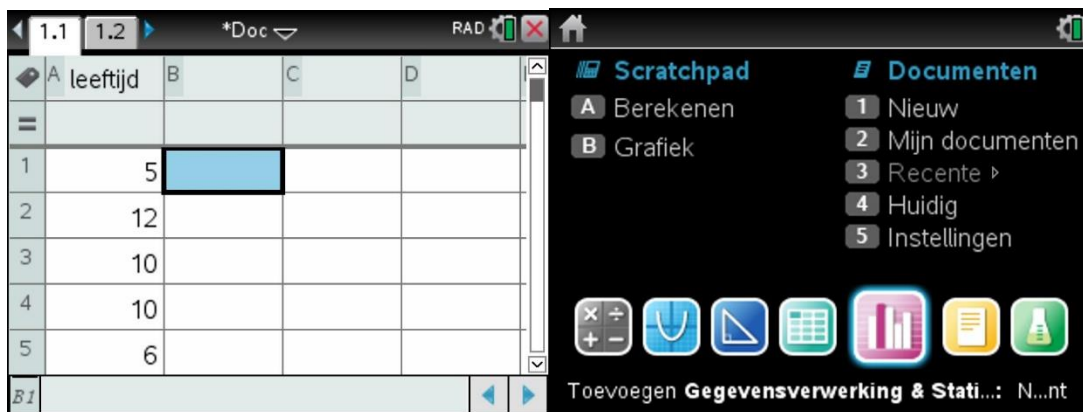 1.1 1.2 *Doc RAD
A leeftijd B C D
=
1 5
2 12
3 10
4 10
5 6
B1
Scratchpad
A Berekenen
B Grafiek
Documenten
1 Nieuw
2 Mijn documenten
3 Recente
4 Huidig
5 Instellingen
Toevoegen Gegevensverwerking & Stati...: N...nt